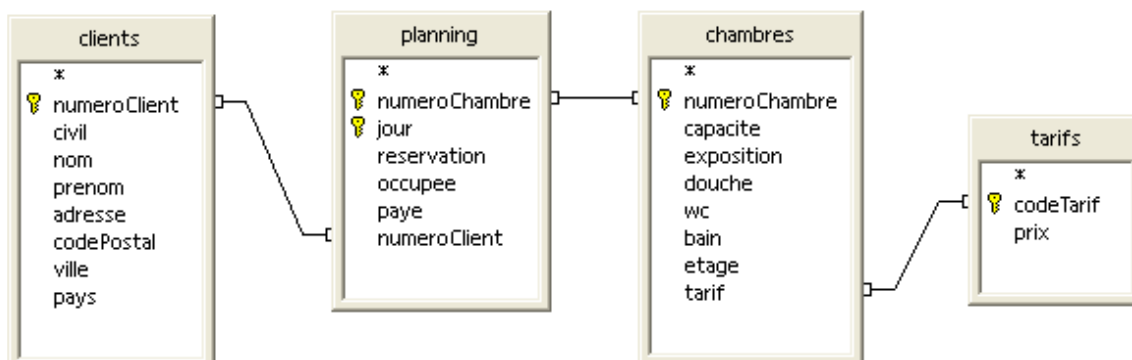 clients
*
numeroClient
civil
nom
prenom
adresse
codePostal
ville
pays
planning
*
numeroChambre
jour
reservation
occupee
paye
numeroClient
chambres
*
numeroChambre
capacite
exposition
douche
wc
bain
etage
tarif
tarifs
*
codeTarif
prix